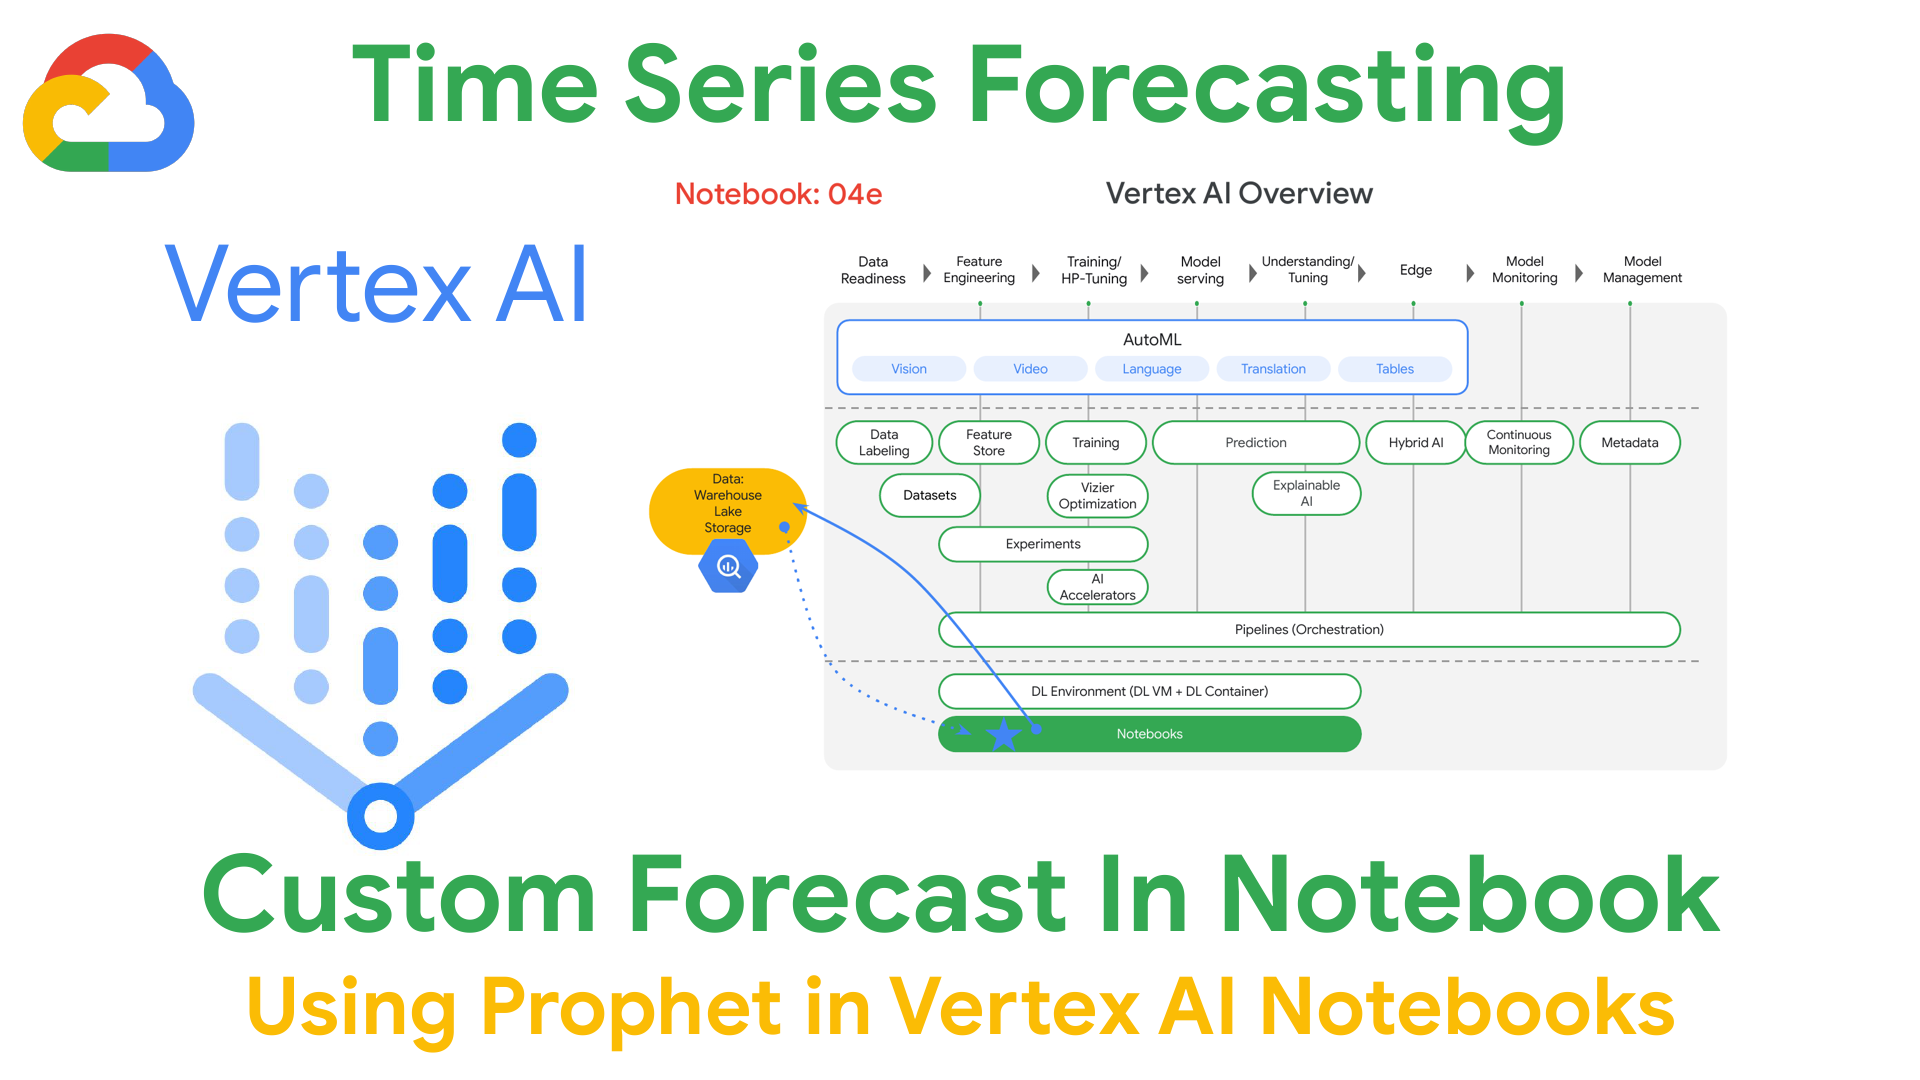 Time Series Forecasting
Notebook: 04e
Vertex AI Overview
Vertex AI
Data
Readiness
Feature
Engineering
Training/
HP-Tuning
Model
serving
Understanding/
Tuning
Edge
Model
Monitoring
Model
Management
AutoML
Vision
Video
Language
Translation
Tables
Data
Labeling
Feature
Store
Training
Prediction
Hybrid AI
Continuous
Monitoring
Metadata
Data:
Warehouse
Lake
Storage
Datasets
Vizier
Optimization
Explainable
AI
Experiments
AI
Accelerators
Pipelines (Orchestration)
DL Environment (DL VM + DL Container)
Notebooks
Custom Forecast In Notebook
Using Prophet in Vertex AI Notebooks